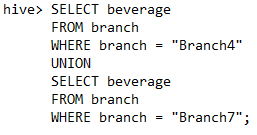 hive> SELECT beverage
FROM branch
WHERE branch = "Branch4"
UNION
SELECT beverage
FROM branch
WHERE branch = "Branch7";